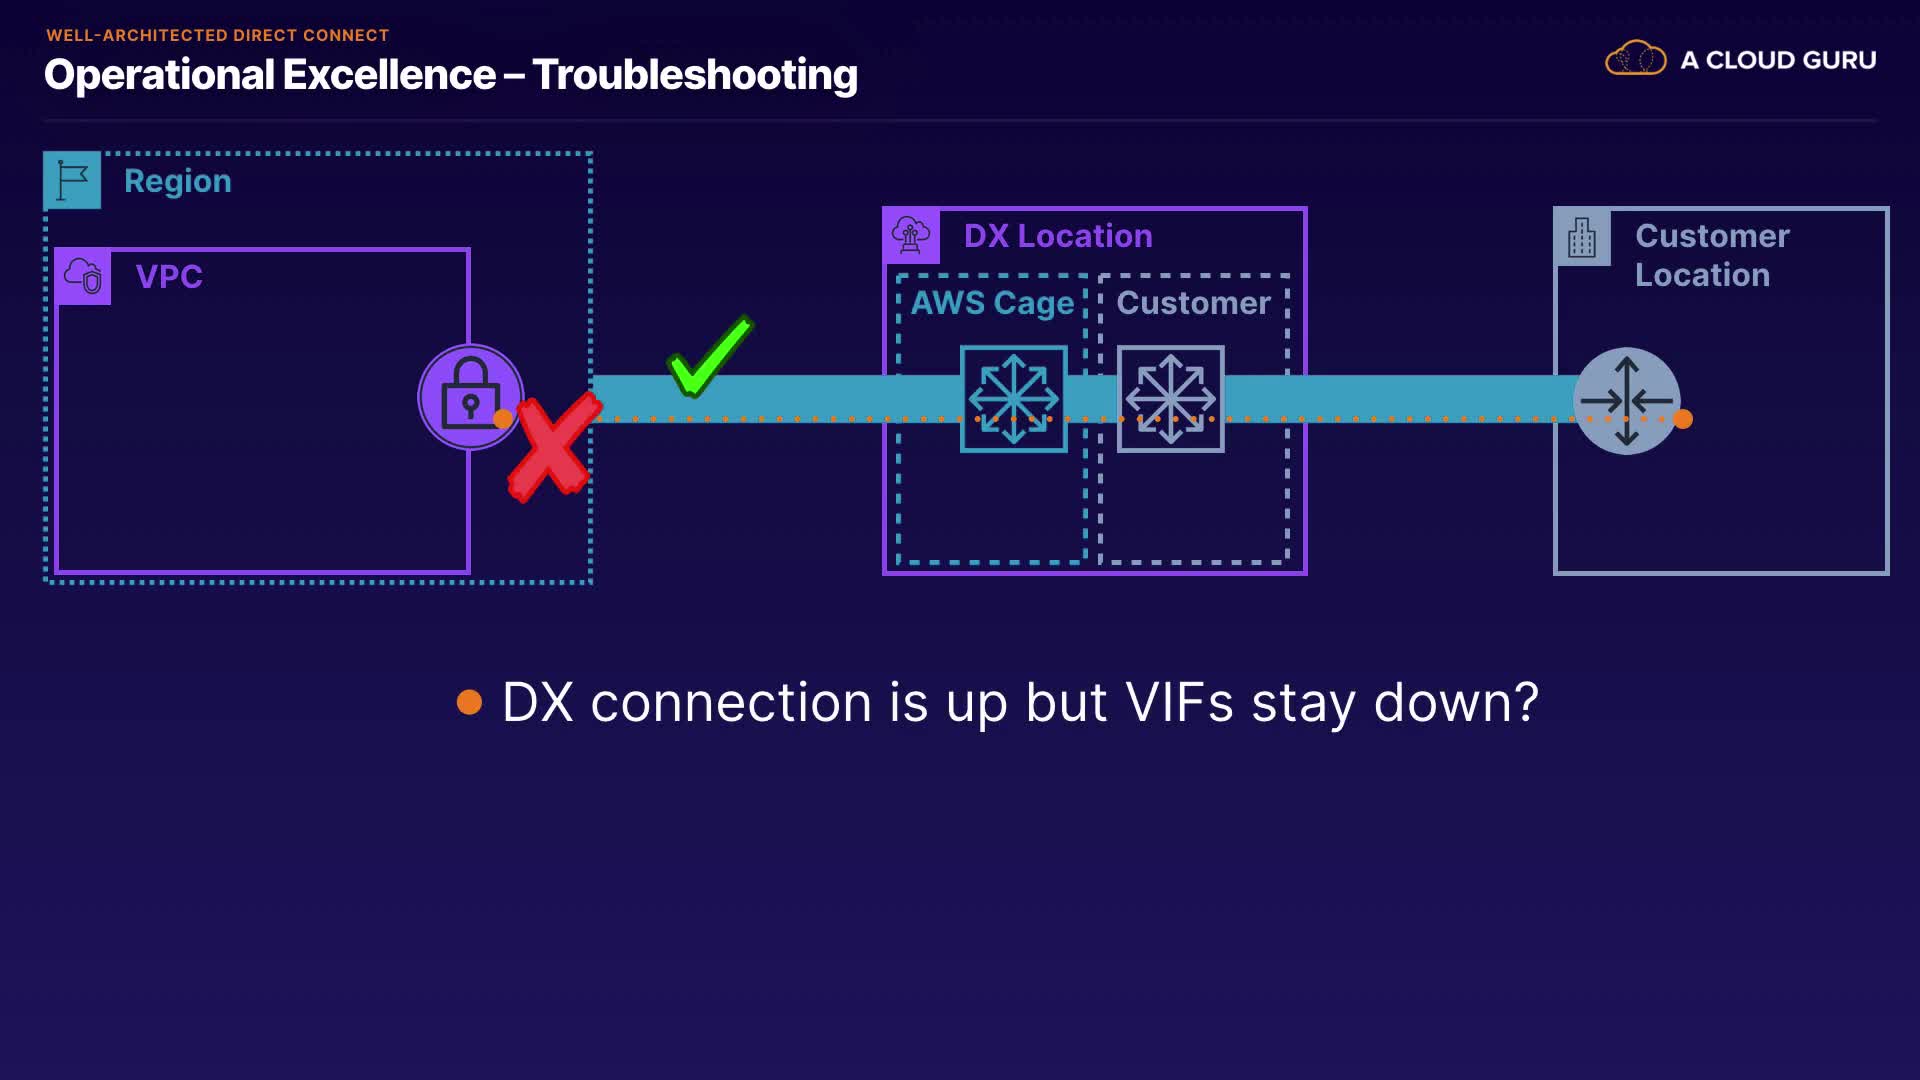 WELL-ARCHITECTED DIRECT CONNECT
Operational Excellence – Troubleshooting
A CLOUD GURU
Region
VPC
DX Location
AWS Cage
Customer
Customer
Location
DX connection is up but VIFs stay down?